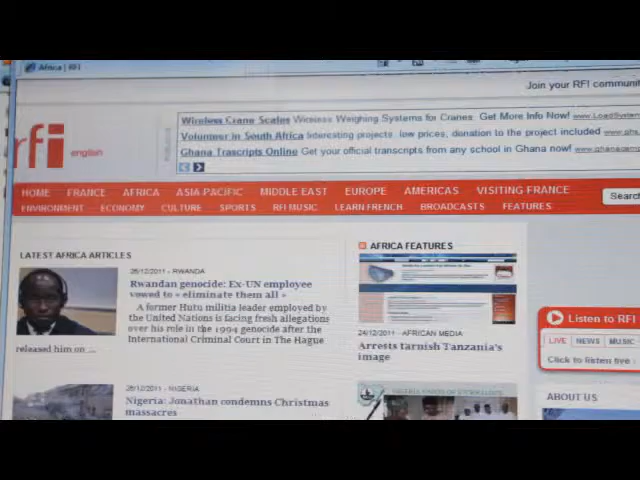 Africa | RFI
Join your RFI communi
rfi english
Wireless Crane Scales Wireless Weighing Systems for Cranes. Get More Info Now! www.LoadSystem
Volunteer in South Africa Interesting projects, low prices, donation to the project included www.
Ghana Trascripts Online Get your official transcripts from any school in Ghana now! www.ghana
HOME FRANCE AFRICA ASIA-PACIFIC MIDDLE EAST EUROPE AMERICAS VISITING FRANCE
Search
ENVIRONMENT ECONOMY CULTURE SPORTS RFI MUSIC LEARN FRENCH BROADCASTS FEATURES
LATEST AFRICA ARTICLES
26/12/2011 - RWANDA
Rwandan genocide: Ex-UN employee
vowed to « eliminate them all »
A former Hutu militia leader employed by
the United Nations is facing fresh allegations
over his role in the 1994 genocide after the
International Criminal Court in The Hague
released him on ...
26/12/2011 - NIGERIA
Nigeria: Jonathan condemns Christmas
massacres
AFRICA FEATURES
24/12/2011 - AFRICAN MEDIA
Arrests tarnish Tanzania's
image
Listen to RFI
LIVE NEWS MUSIC
Click to listen live
ABOUT US